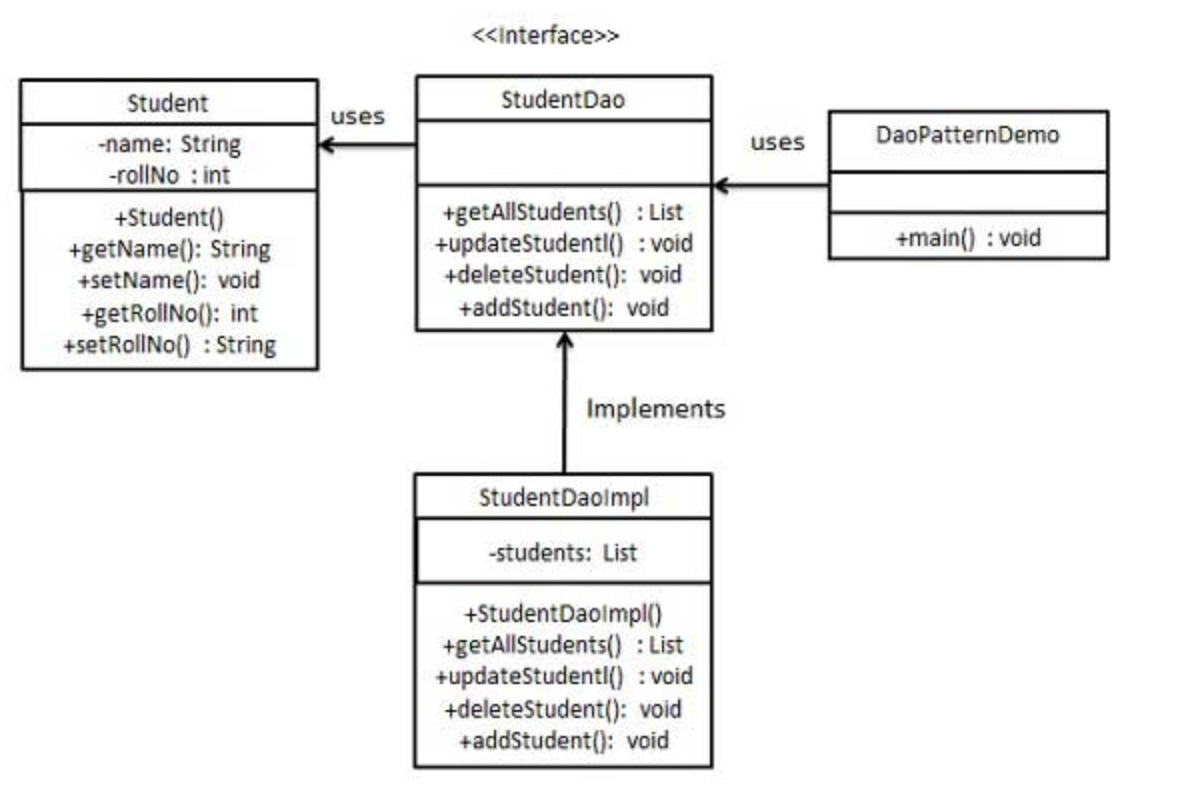 <<Interface>>
Student
-name: String
-rollNo : int
+Student()
+getName(): String
+setName(): void
+getRollNo(): int
+setRollNo() : String
uses
StudentDao
+getAllStudents() : List
+updateStudentl() : void
+deleteStudent(): void
+addStudent(): void
uses
DaoPatternDemo
+main() : void
Implements
StudentDaoImpl
-students: List
+StudentDaoImpl()
+getAllStudents() : List
+updateStudentl() : void
+deleteStudent(): void
+addStudent(): void